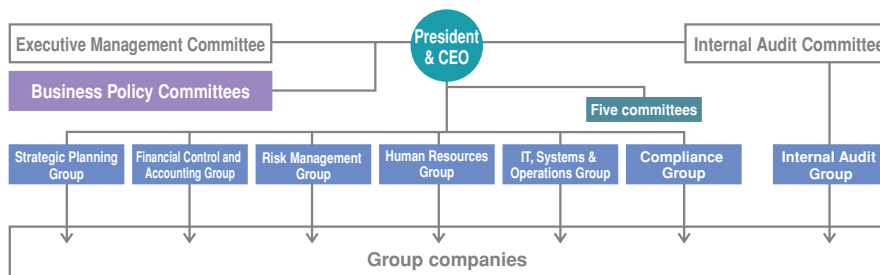 President
& CEO
Executive Management Committee
Internal Audit Committee
Business Policy Committees
Five committees
Strategic Planning
Group
Financial Control and
Accounting Group
Risk Management
Group
Human Resources
Group
IT, Systems &
Operations Group
Compliance
Group
Internal Audit
Group
Group companies